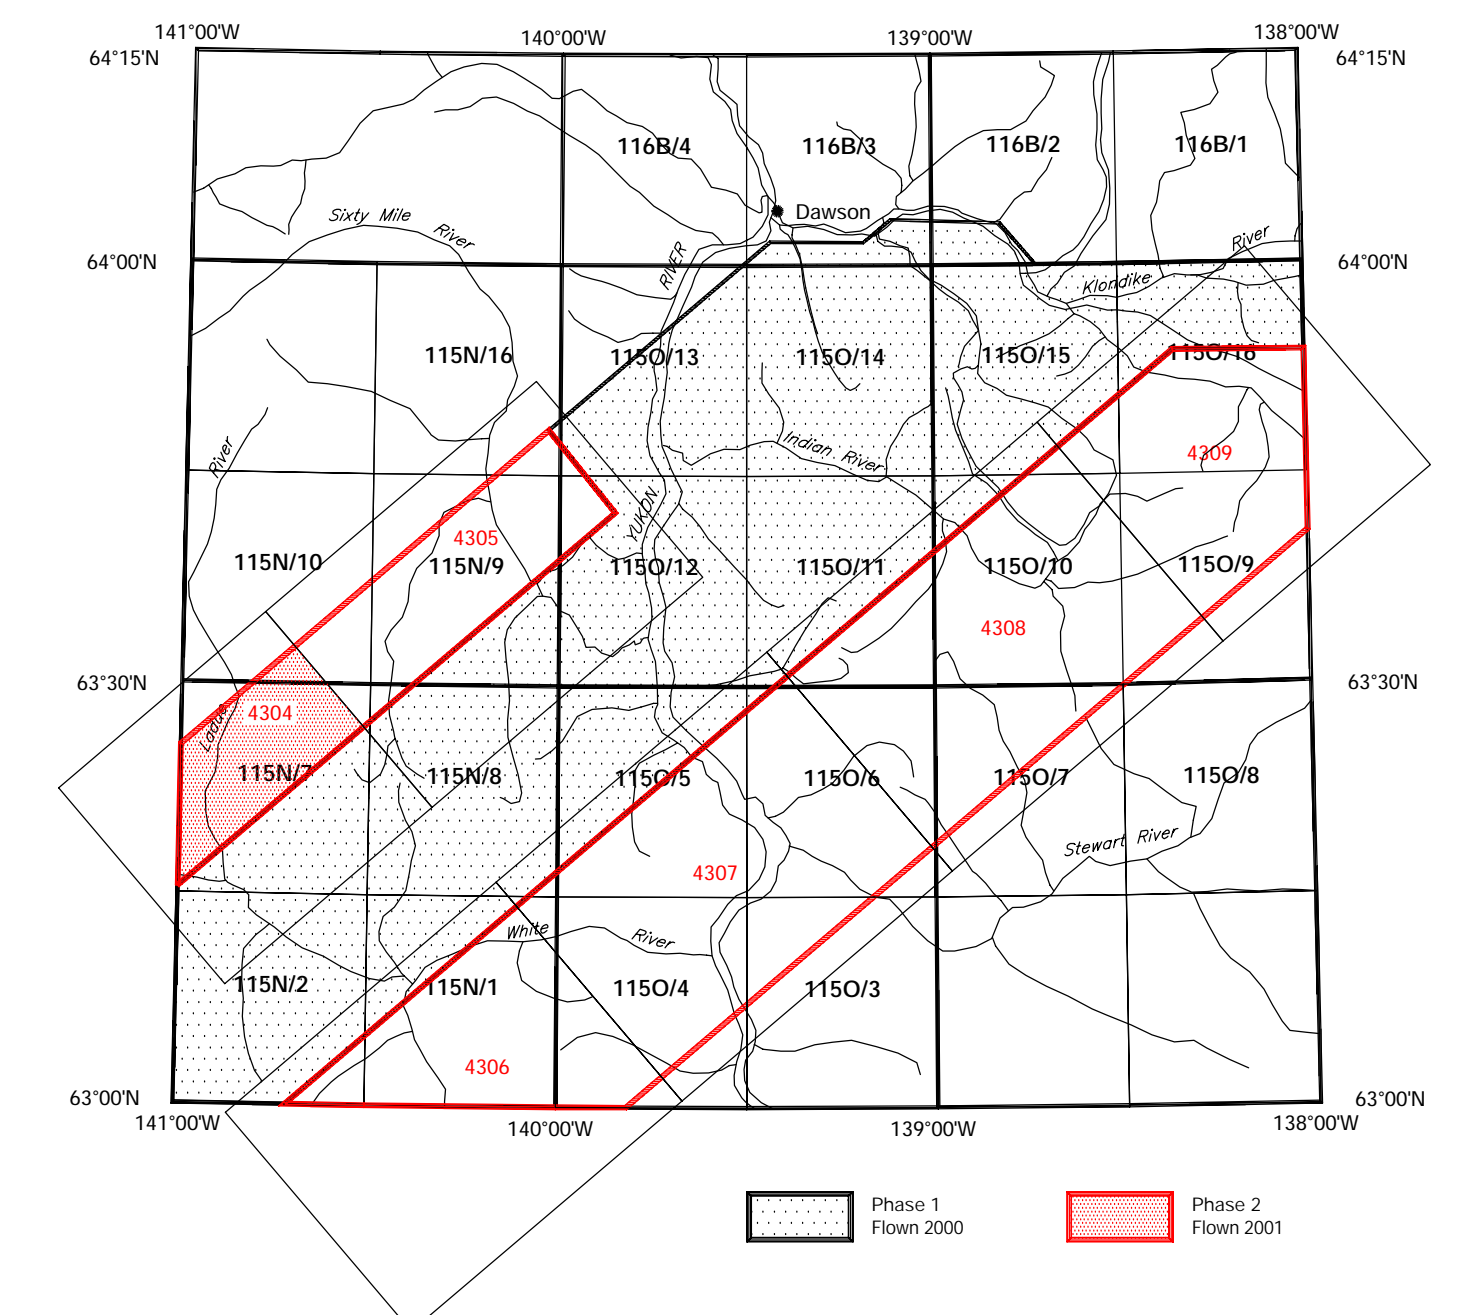 141°00'W
140°00'W
139°00'W
138°00'W
64°15'N
64°15'N
116B/4
116B/3
116B/2
116B/1
Dawson
Sixty Mile
River
RIVER
River
64°00'N
64°00'N
Klondike
115N/16
115O/13
115O/14
115O/15
115O/16
River
Indian River
4309
YUKON
4305
115N/10
115N/9
115O/12
115O/11
115O/10
115O/9
4308
63°30'N
63°30'N
4304
Ladue
115N/7
115N/8
115O/5
115O/6
115O/7
115O/8
Stewart River
4307
White
River
115N/2
115N/1
115O/4
115O/3
4306
63°00'N
63°00'N
141°00'W
140°00'W
139°00'W
138°00'W
Phase 1
Flown 2000
Phase 2
Flown 2001